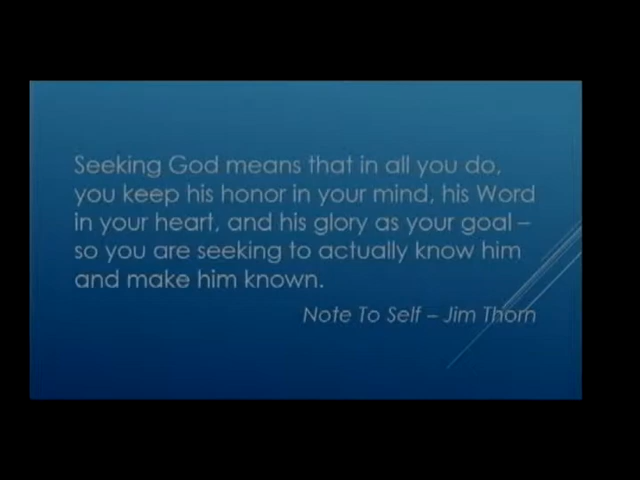 Seeking God means that in all you do,
you keep his honor in your mind, his Word
in your heart, and his glory as your goal –
so you are seeking to actually know him
and make him known.
Note To Self – Jim Thorn